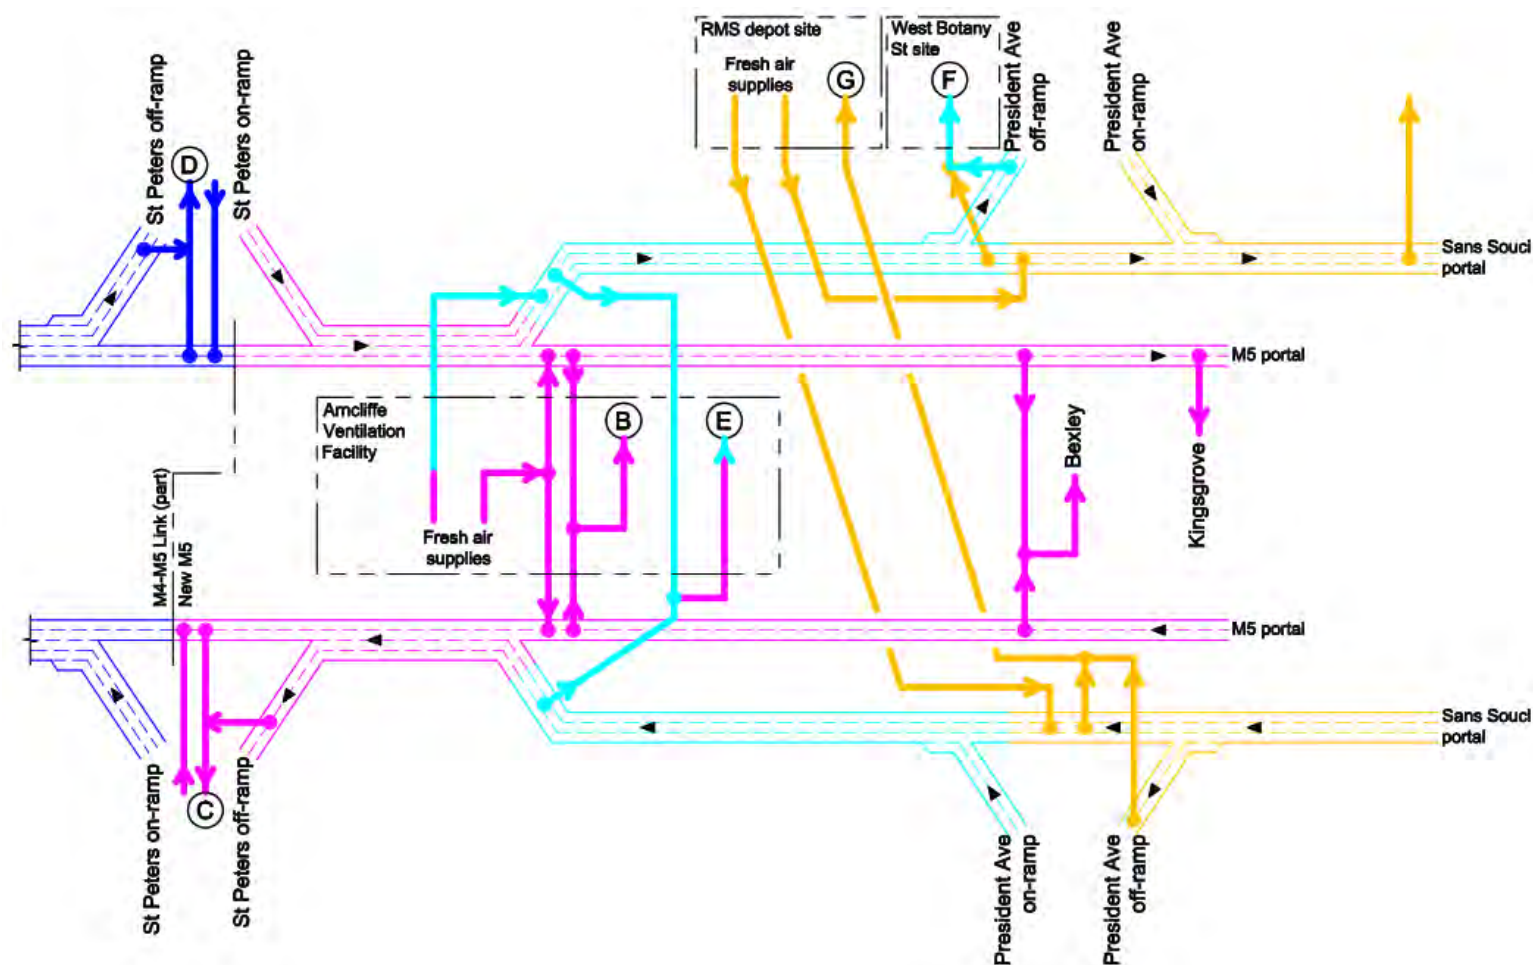 RMS depot site
Fresh air
supplies
G
West Botany
St site
F
President Ave
off-ramp
President Ave
on-ramp
St Peters off-ramp
D
St Peters on-ramp
Sans Souci
portal
M5 portal
Arncliffe
Ventilation
Facility
B
E
Fresh air
supplies
Bexley
Kingsgrove
M4-M5 Link (part)
New M5
M5 portal
Sans Souci
portal
St Peters on-ramp
C
St Peters off-ramp
President Ave
on-ramp
President Ave
off-ramp